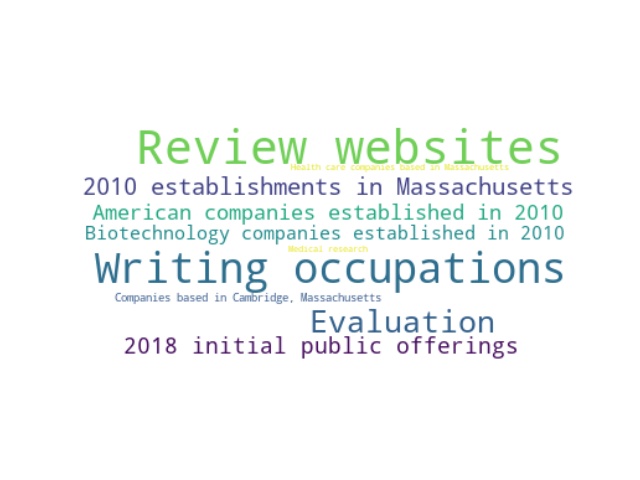 Review websites
Health care companies based in Massachusetts
2010 establishments in Massachusetts
American companies established in 2010
Biotechnology companies established in 2010
Medical research
Writing occupations
Companies based in Cambridge, Massachusetts
Evaluation
2018 initial public offerings